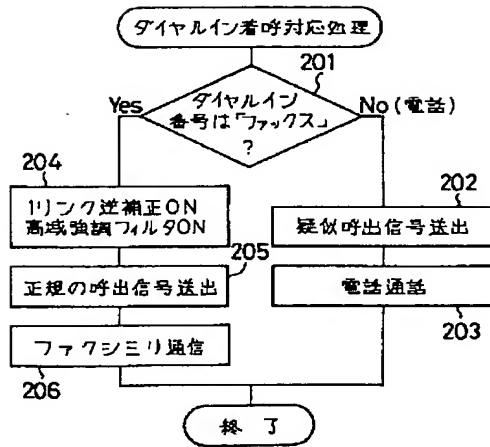 ダイヤルイン着呼対応処理
201
Yes
ダイヤルイン
番号は「ファックス」
?
No(電話)
204
1リンク逆補正ON
高域強調フィルタON
202
疑似呼出信号送出
205
正規の呼出信号送出
電話通話
203
ファクシミリ通信
206
終了